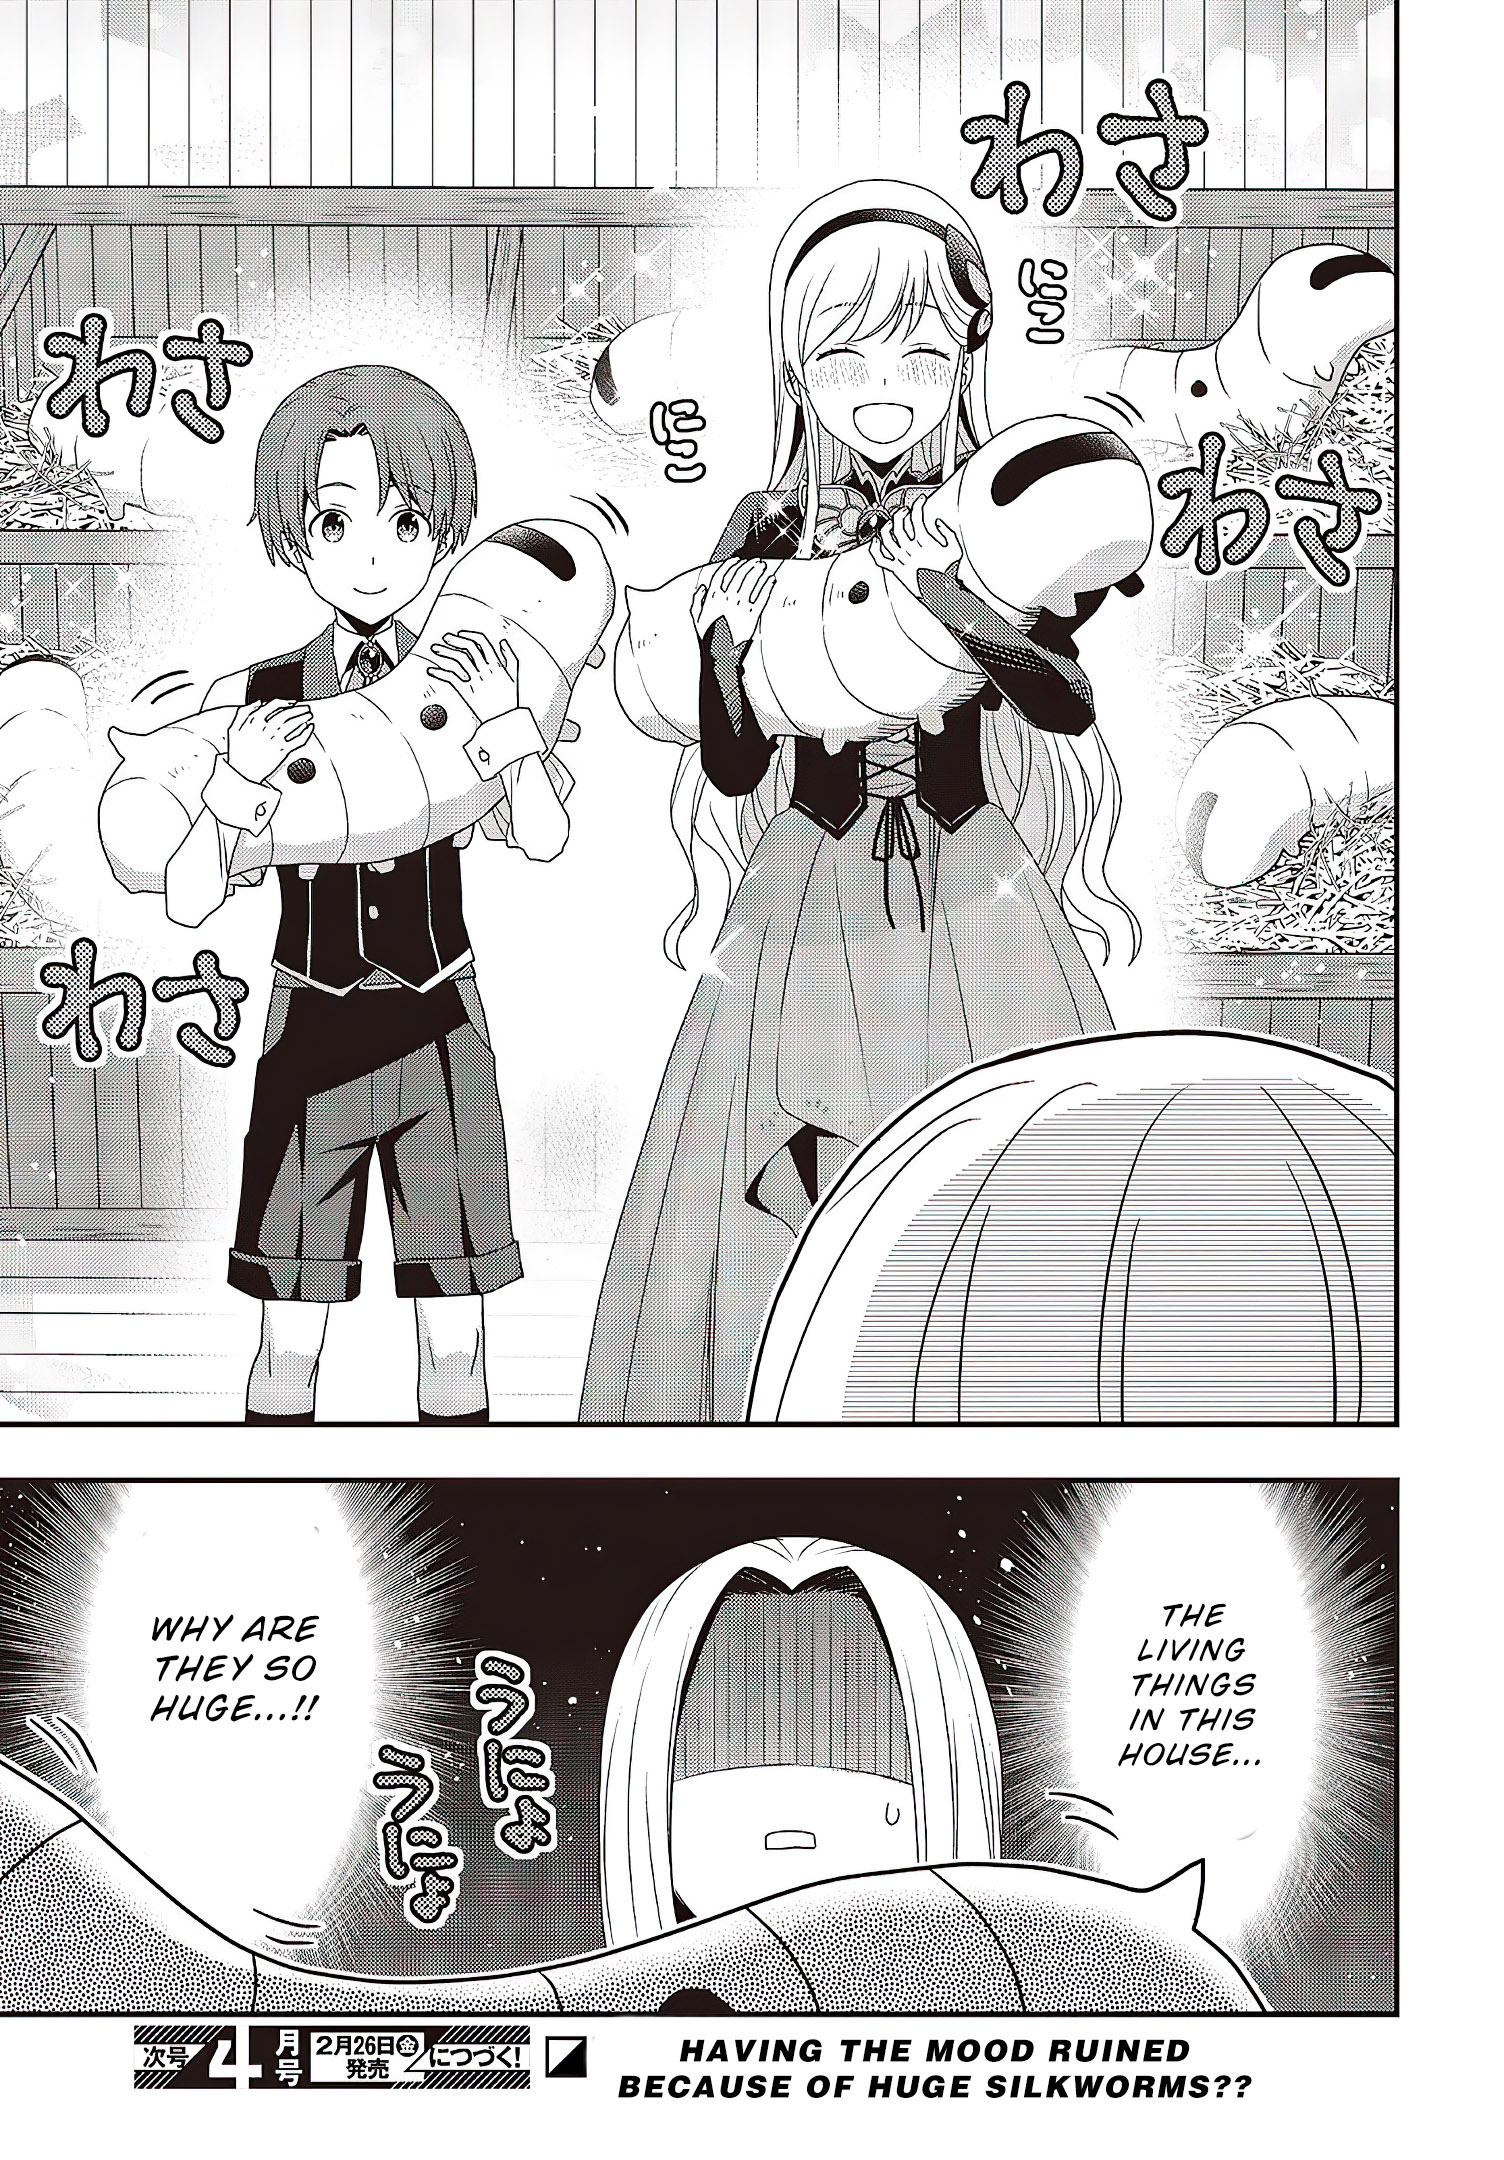 わさ
にこ
わさ
にこ
わさ
わさ
THE
LIVING
THINGS
IN THIS
HOUSE...
WHY ARE
THEY SO
HUGE...!!
うによ
うによ
次号4月号 2月26日㊎発売につづく!
HAVING THE MOOD RUINED
BECAUSE OF HUGE SILKWORMS??